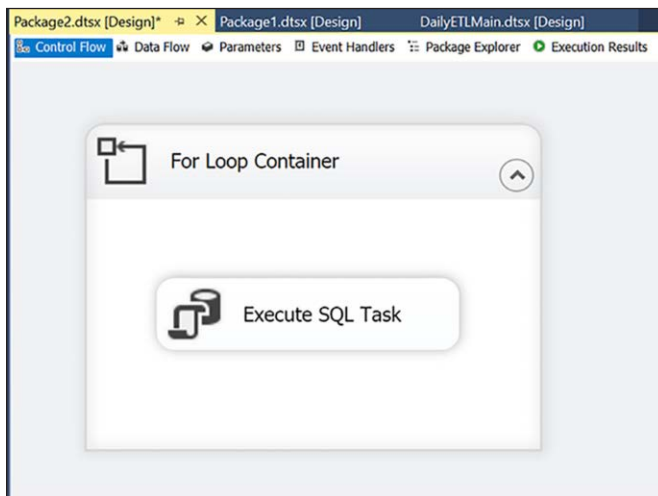 Package2.dtsx [Design]* Package1.dtsx [Design] DailyETLMain.dtsx [Design]
Control Flow Data Flow Parameters Event Handlers Package Explorer Execution Results
For Loop Container
Execute SQL Task